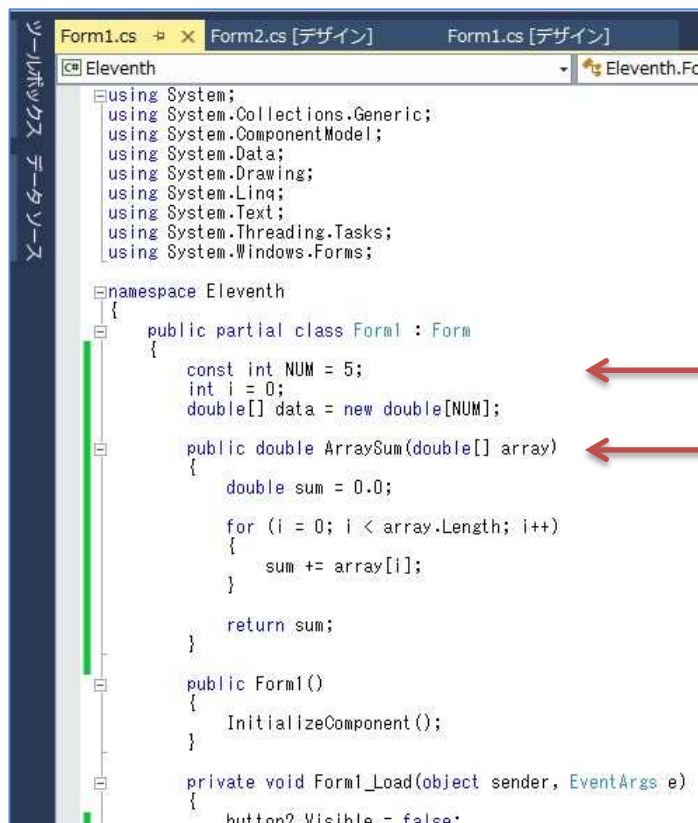 ツールボックス データ ソース
Form1.cs Form2.cs [デザイン] Form1.cs [デザイン]
C# Eleventh Eleventh.Fo
using System;
using System.Collections.Generic;
using System.ComponentModel;
using System.Data;
using System.Drawing;
using System.Linq;
using System.Text;
using System.Threading.Tasks;
using System.Windows.Forms;
namespace Eleventh
{
public partial class Form1 : Form
{
const int NUM = 5;
int i = 0;
double[] data = new double[NUM];
public double ArraySum(double[] array)
{
double sum = 0.0;
for (i = 0; i < array.Length; i++)
{
sum += array[i];
}
return sum;
}
public Form1()
{
InitializeComponent();
}
private void Form1_Load(object sender, EventArgs e)
{
button2.Visible = false;